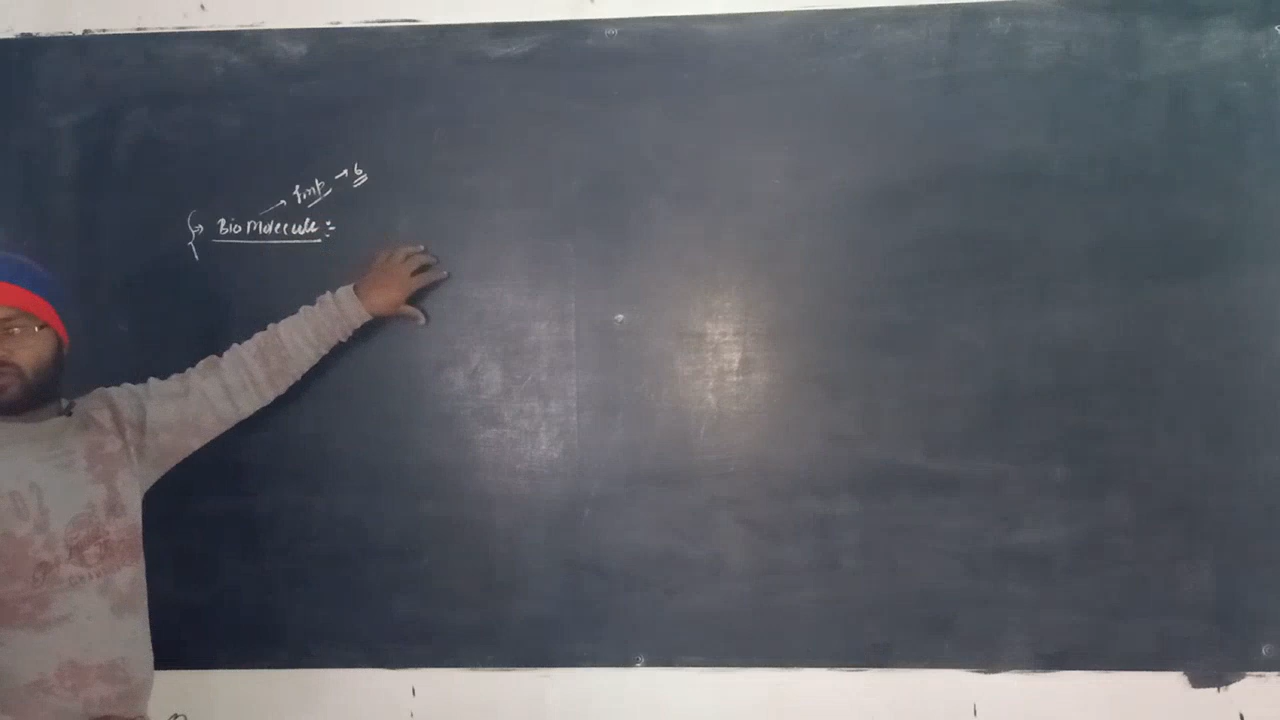 → Imp → 6
{→ Bio Molecule :-